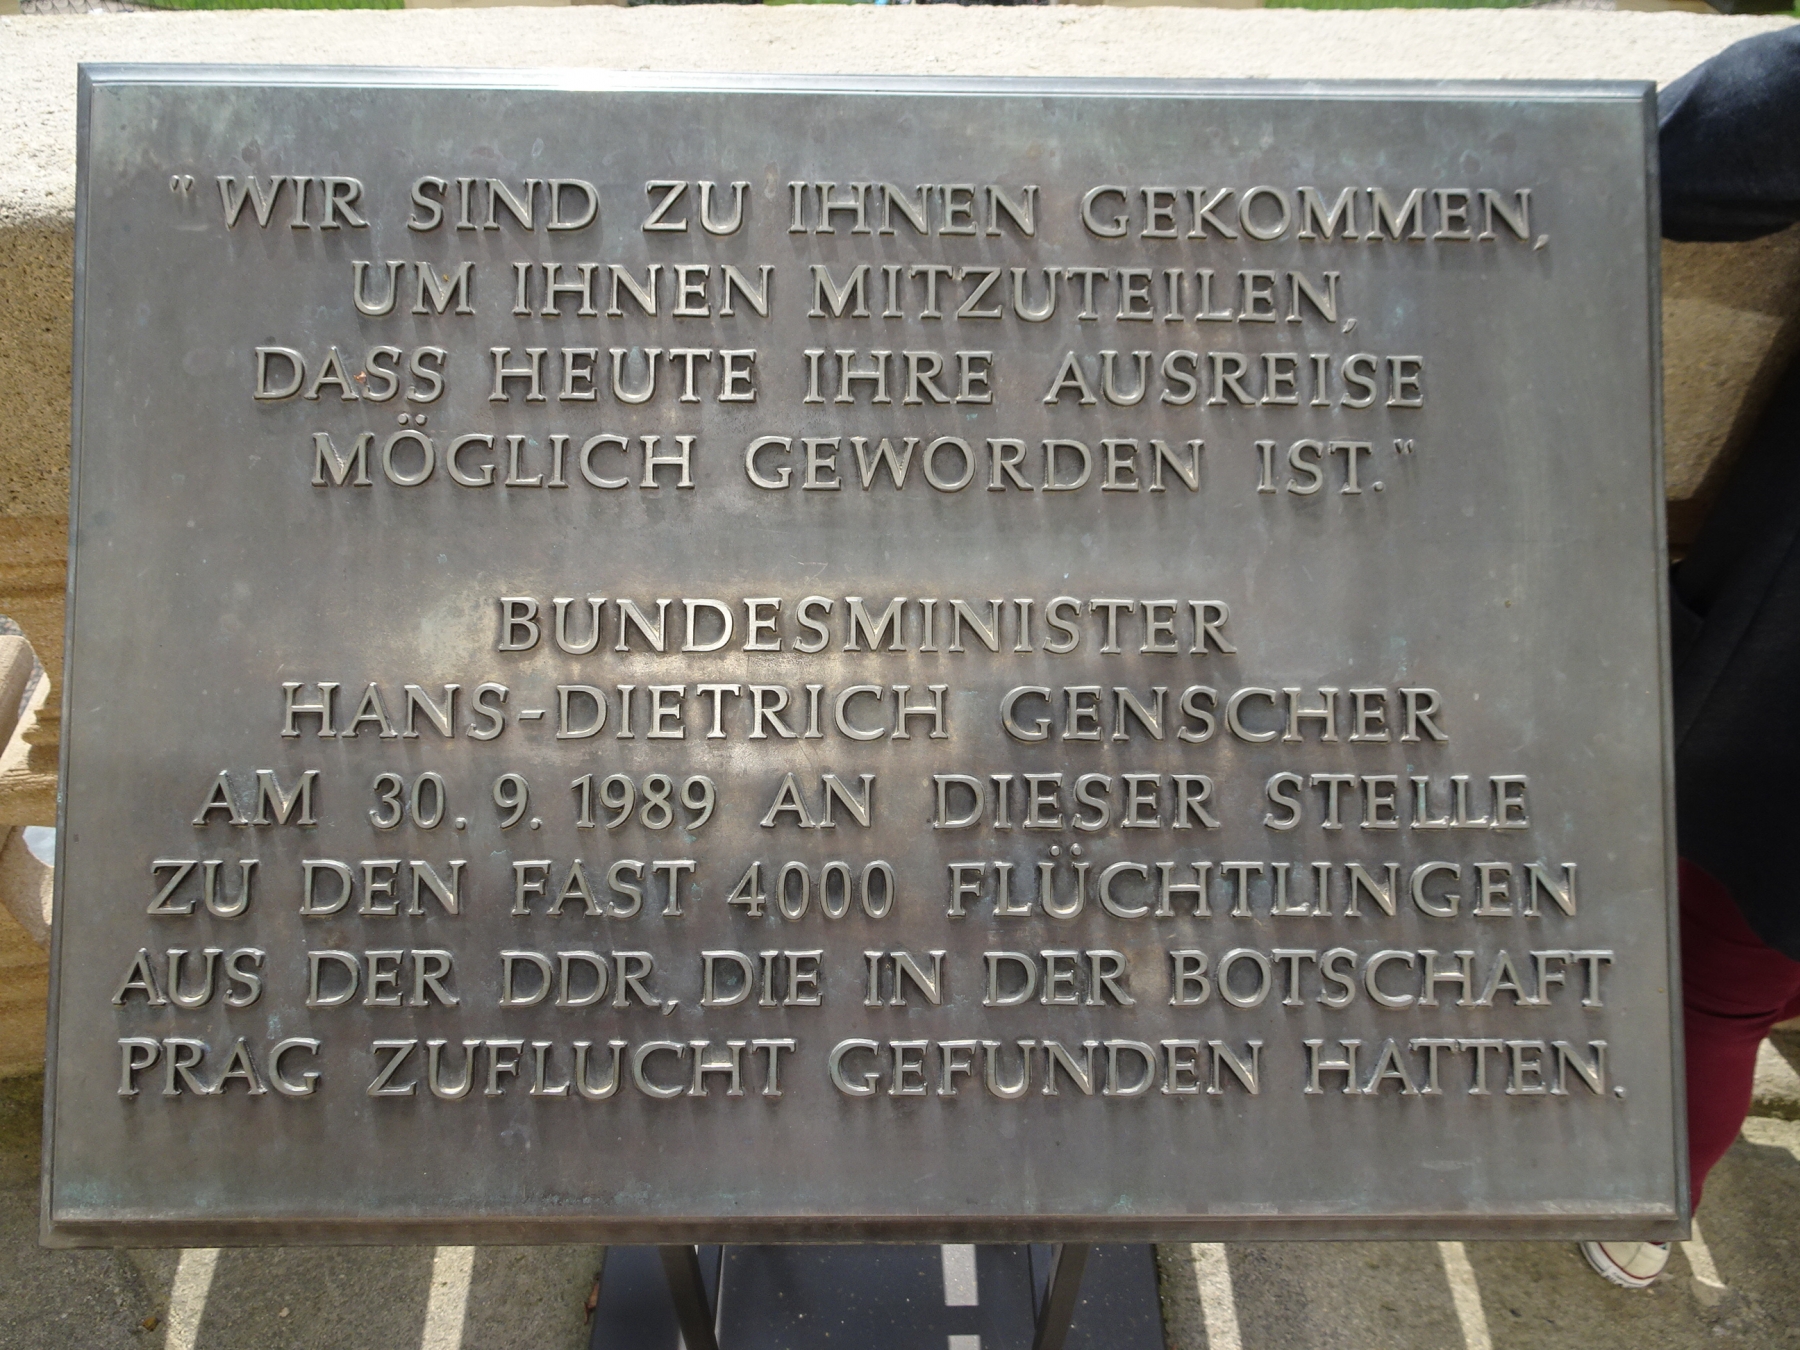 "WIR SIND ZU IHNEN GEKOMMEN,
UM IHNEN MITZUTEILEN,
DASS HEUTE IHRE AUSREISE
MÖGLICH GEWORDEN IST."
BUNDESMINISTER
HANS-DIETRICH GENSCHER
AM 30. 9. 1989 AN DIESER STELLE
ZU DEN FAST 4000 FLÜCHTLINGEN
AUS DER DDR, DIE IN DER BOTSCHAFT
PRAG ZUFLUCHT GEFUNDEN HATTEN.